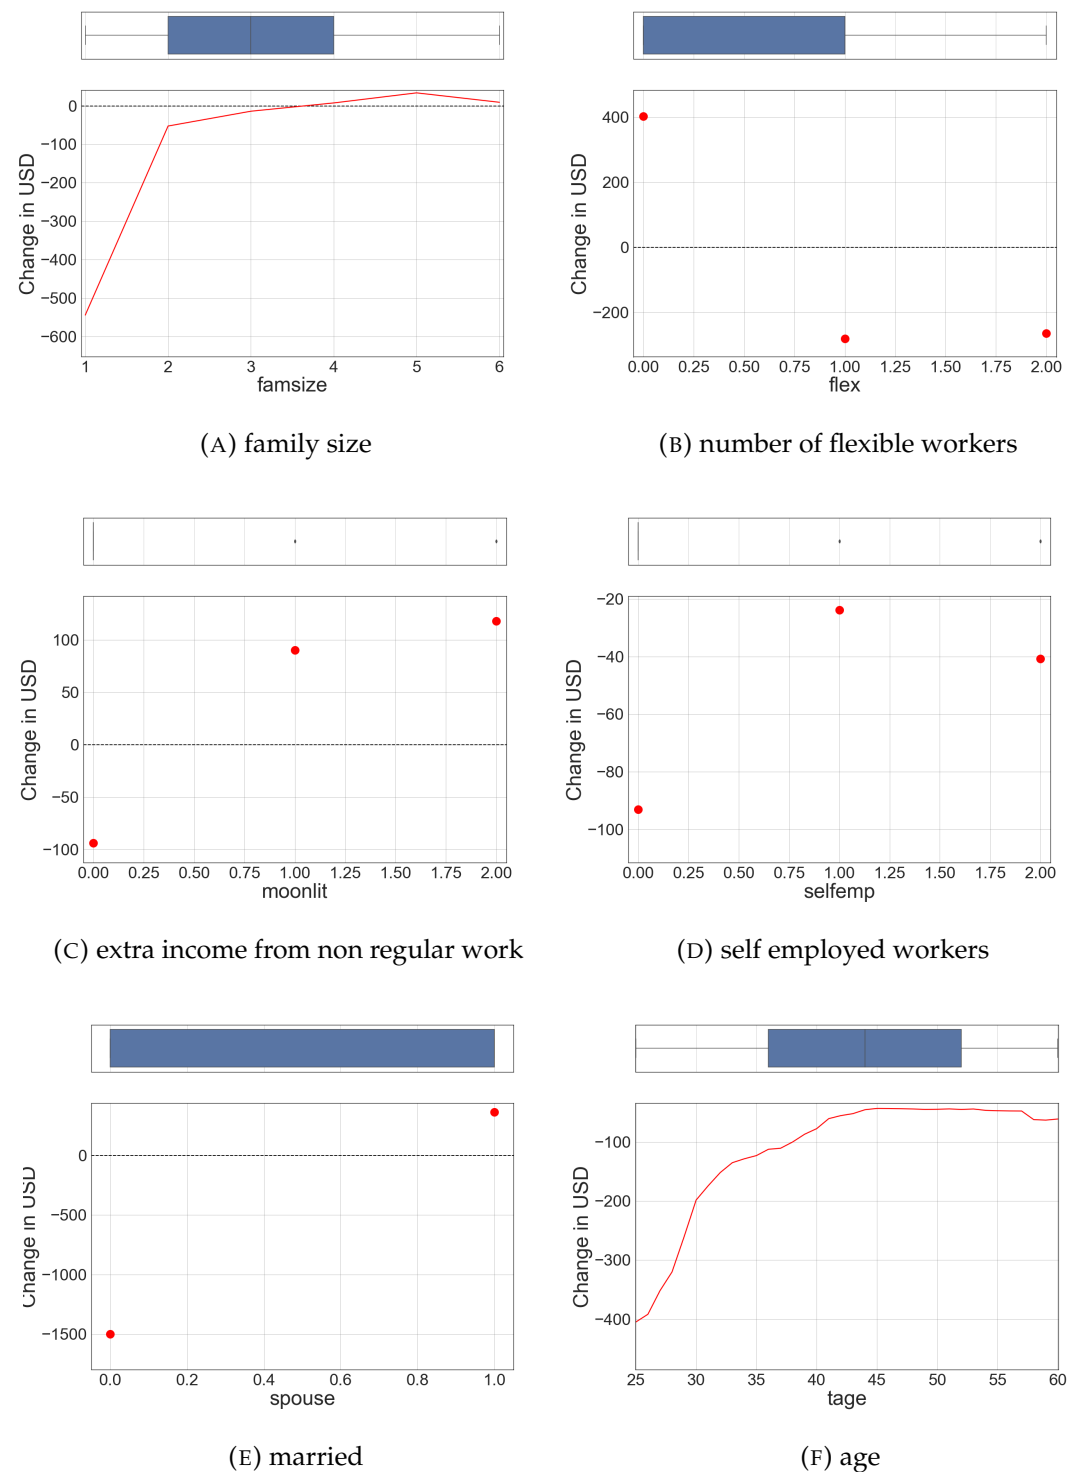 0
−100
−200
−300
−400
−500
−600
Change in USD
1 2 3 4 5 6
famsize
(A) family size
400
200
0
−200
Change in USD
0.00 0.25 0.50 0.75 1.00 1.25 1.50 1.75 2.00
flex
(B) number of flexible workers
100
50
0
−50
−100
Change in USD
0.00 0.25 0.50 0.75 1.00 1.25 1.50 1.75 2.00
moonlit
(C) extra income from non regular work
−20
−40
−60
−80
−100
Change in USD
0.00 0.25 0.50 0.75 1.00 1.25 1.50 1.75 2.00
selfemp
(D) self employed workers
0
−500
−1000
−1500
Change in USD
0.0 0.2 0.4 0.6 0.8 1.0
spouse
(E) married
−100
−200
−300
−400
Change in USD
25 30 35 40 45 50 55 60
tage
(F) age